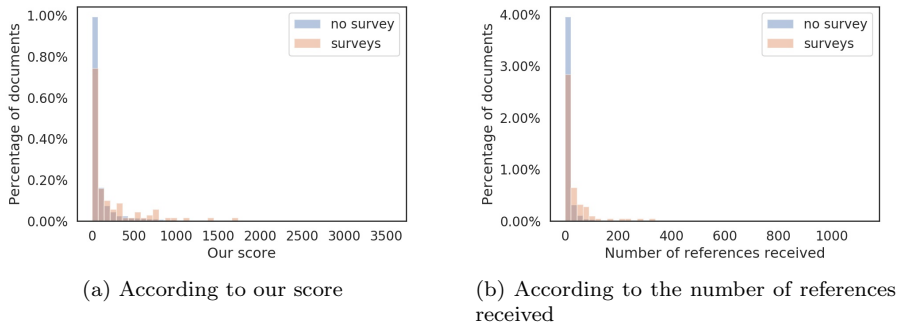 1.00%
0.80%
0.60%
0.40%
0.20%
0.00%
Percentage of documents
no survey
surveys
0 500 1000 1500 2000 2500 3000 3500
Our score
(a) According to our score
4.00%
3.00%
2.00%
1.00%
0.00%
Percentage of documents
no survey
surveys
0 200 400 600 800 1000
Number of references received
(b) According to the number of references
received